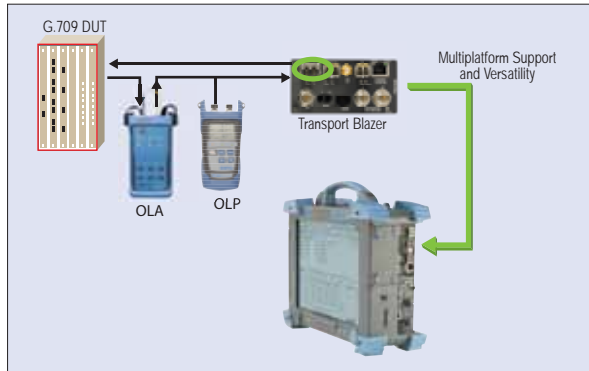 G.709 DUT
Multiplatform Support
and Versatility
Transport Blazer
OLA
OLP